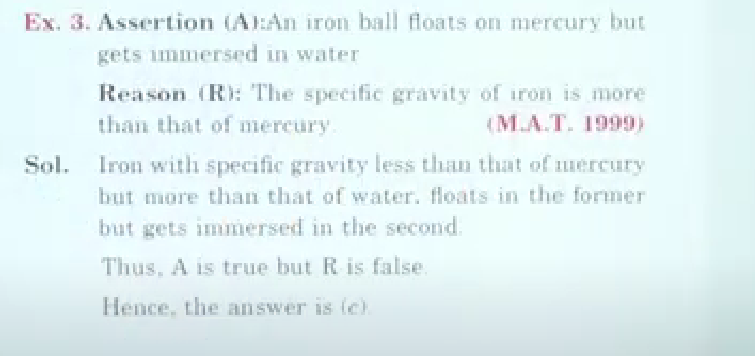 Ex. 3. Assertion (A):An iron ball floats on mercury but
gets immersed in water
Reason (R): The specific gravity of iron is more
than that of mercury. (M.A.T. 1999)
Sol. Iron with specific gravity less than that of mercury
but more than that of water, floats in the former
but gets immersed in the second.
Thus, A is true but R is false.
Hence, the answer is (c).